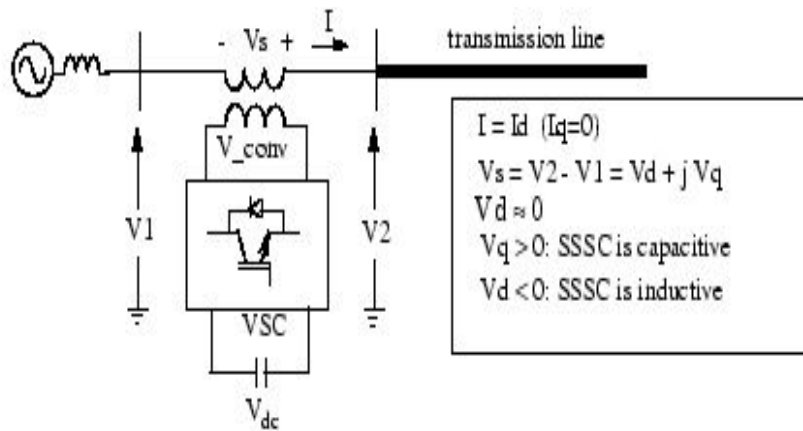 I
- Vs +
transmission line
V_conv
V1
V2
VSC
Vdc
I = Id (Iq=0)
Vs = V2 - V1 = Vd + j Vq
Vd ≈ 0
Vq > 0: SSSC is capacitive
Vd < 0: SSSC is inductive